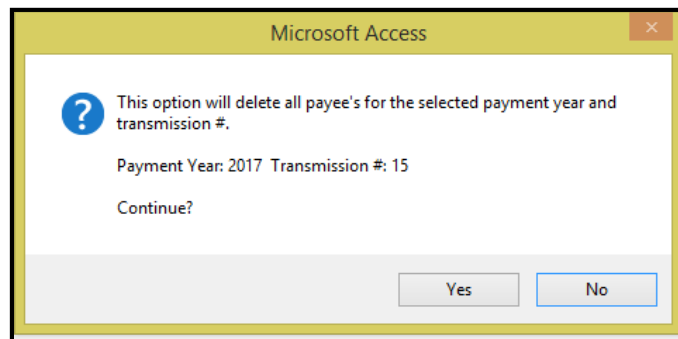 Microsoft Access
×
?
This option will delete all payee's for the selected payment year and
transmission #.
Payment Year: 2017 Transmission #: 15
Continue?
Yes
No